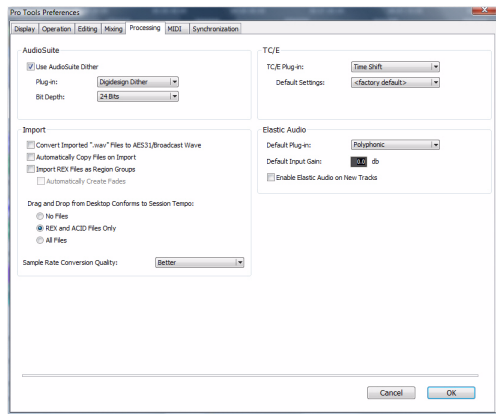 Pro Tools Preferences
Display Operation Editing Mixing Processing MIDI Synchronization
AudioSuite
Use AudioSuite Dither
Plug-in: Digidesign Dither
Bit Depth: 24 Bits
TC/E
TC/E Plug-in: Time Shift
Default Settings: <factory default>
Import
Convert Imported ".wav" Files to AES31/Broadcast Wave
Automatically Copy Files on Import
Import REX Files as Region Groups
Automatically Create Fades
Drag and Drop from Desktop Conforms to Session Tempo:
No Files
REX and ACID Files Only
All Files
Sample Rate Conversion Quality: Better
Elastic Audio
Default Plug-in: Polyphonic
Default Input Gain: 0.0 db
Enable Elastic Audio on New Tracks
Cancel OK